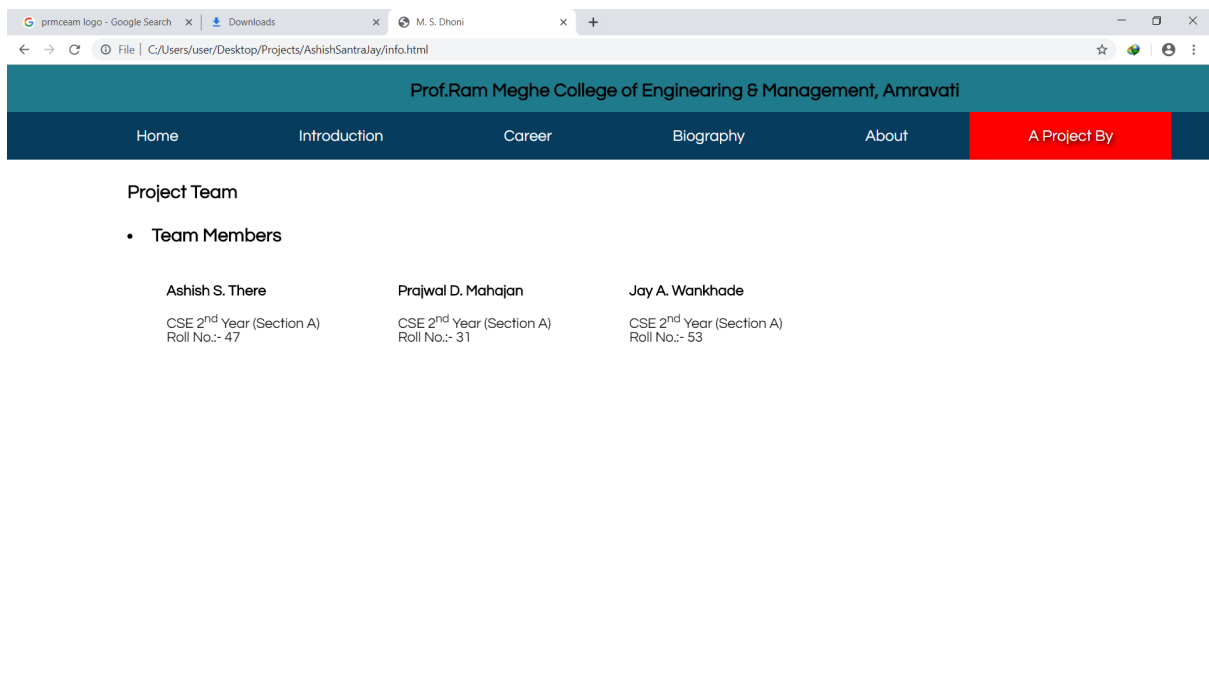 prmceam logo - Google Search
Downloads
M. S. Dhoni
File | C:/Users/user/Desktop/Projects/AshishSantraJay/info.html
Prof.Ram Meghe College of Enginearing & Management, Amravati
Home Introduction Career Biography About A Project By
Project Team
• Team Members
Ashish S. There Prajwal D. Mahajan Jay A. Wankhade
CSE 2nd Year (Section A) CSE 2nd Year (Section A) CSE 2nd Year (Section A)
Roll No.:- 47 Roll No.:- 31 Roll No.:- 53